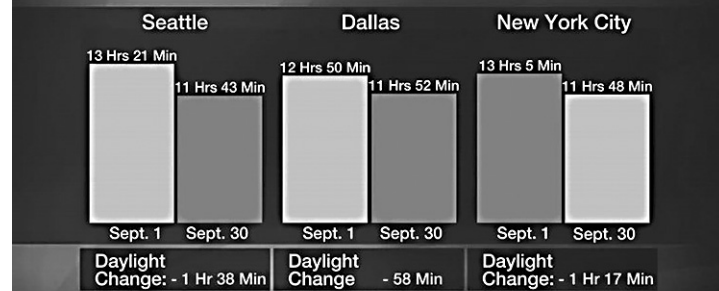 Seattle
Dallas
New York City
13 Hrs 21 Min
11 Hrs 43 Min
12 Hrs 50 Min
11 Hrs 52 Min
13 Hrs 5 Min
11 Hrs 48 Min
Sept. 1
Sept. 30
Sept. 1
Sept. 30
Sept. 1
Sept. 30
Daylight
Change: - 1 Hr 38 Min
Daylight
Change - 58 Min
Daylight
Change: - 1 Hr 17 Min